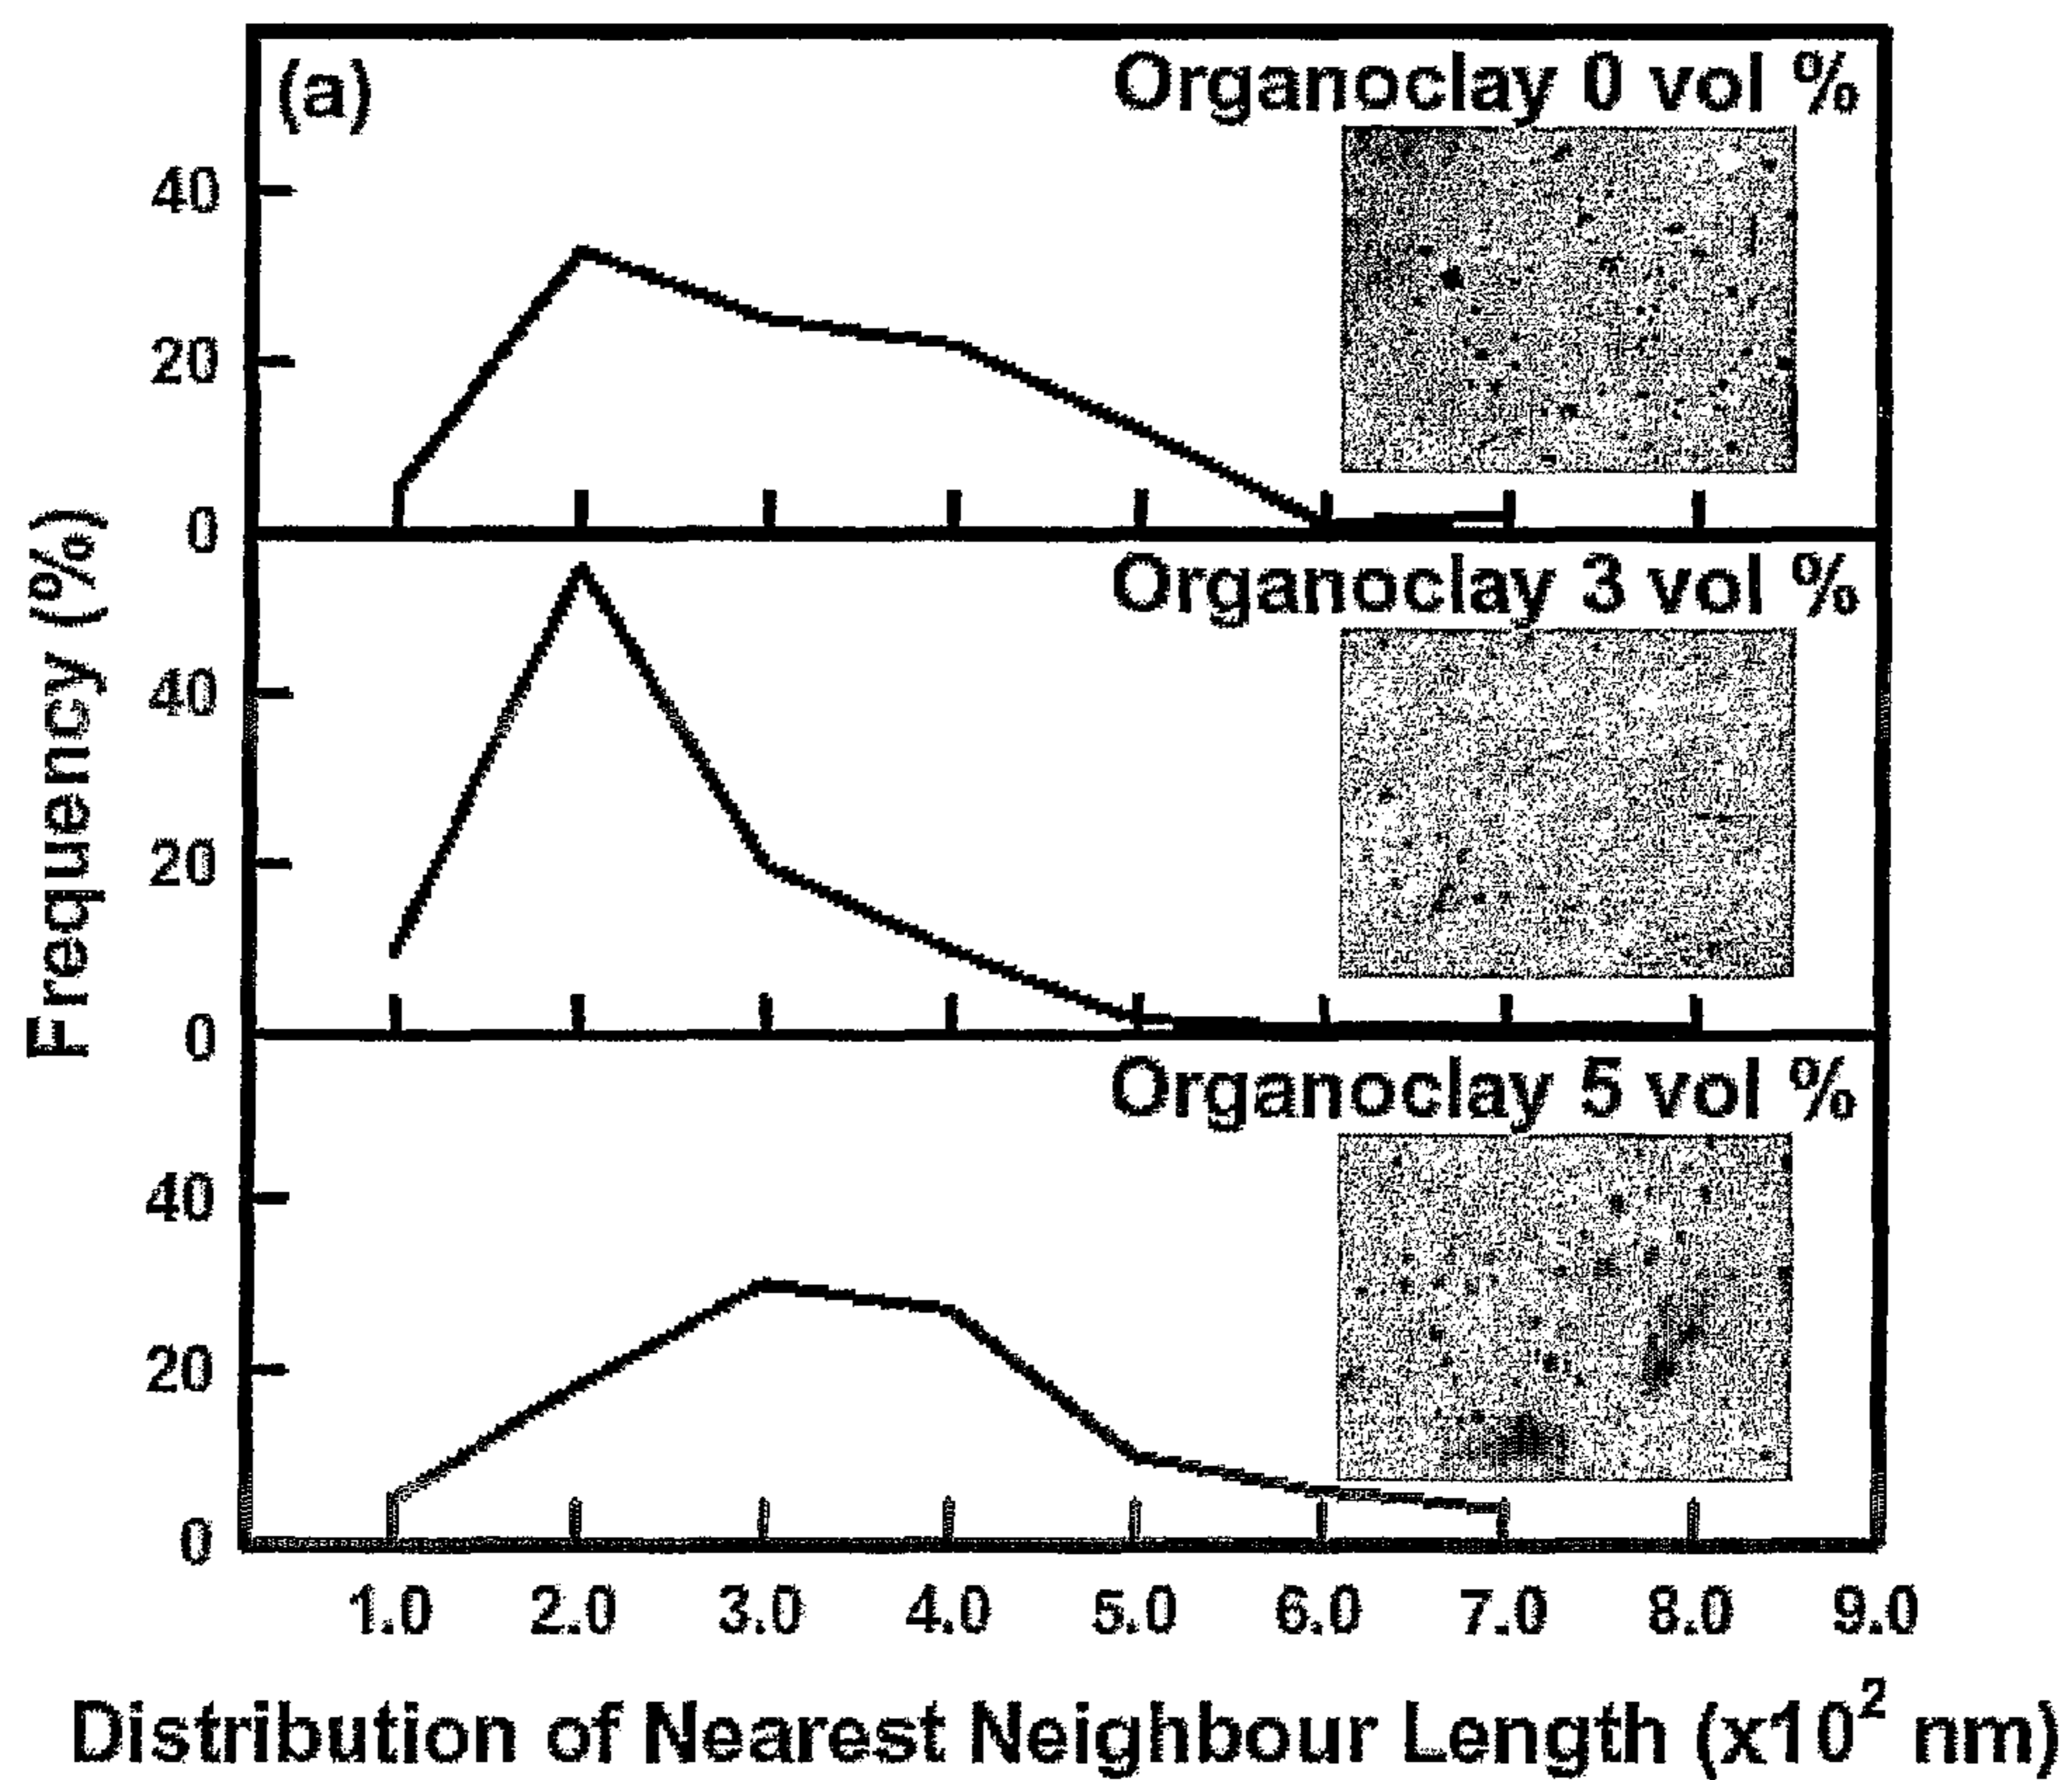 (a)
Organoclay 0 vol %
40
20
0
Organoclay 3 vol %
40
20
0
Organoclay 5 vol %
40
20
0
Frequency (%)
1.0 2.0 3.0 4.0 5.0 6.0 7.0 8.0 9.0
Distribution of Nearest Neighbour Length (x10² nm)